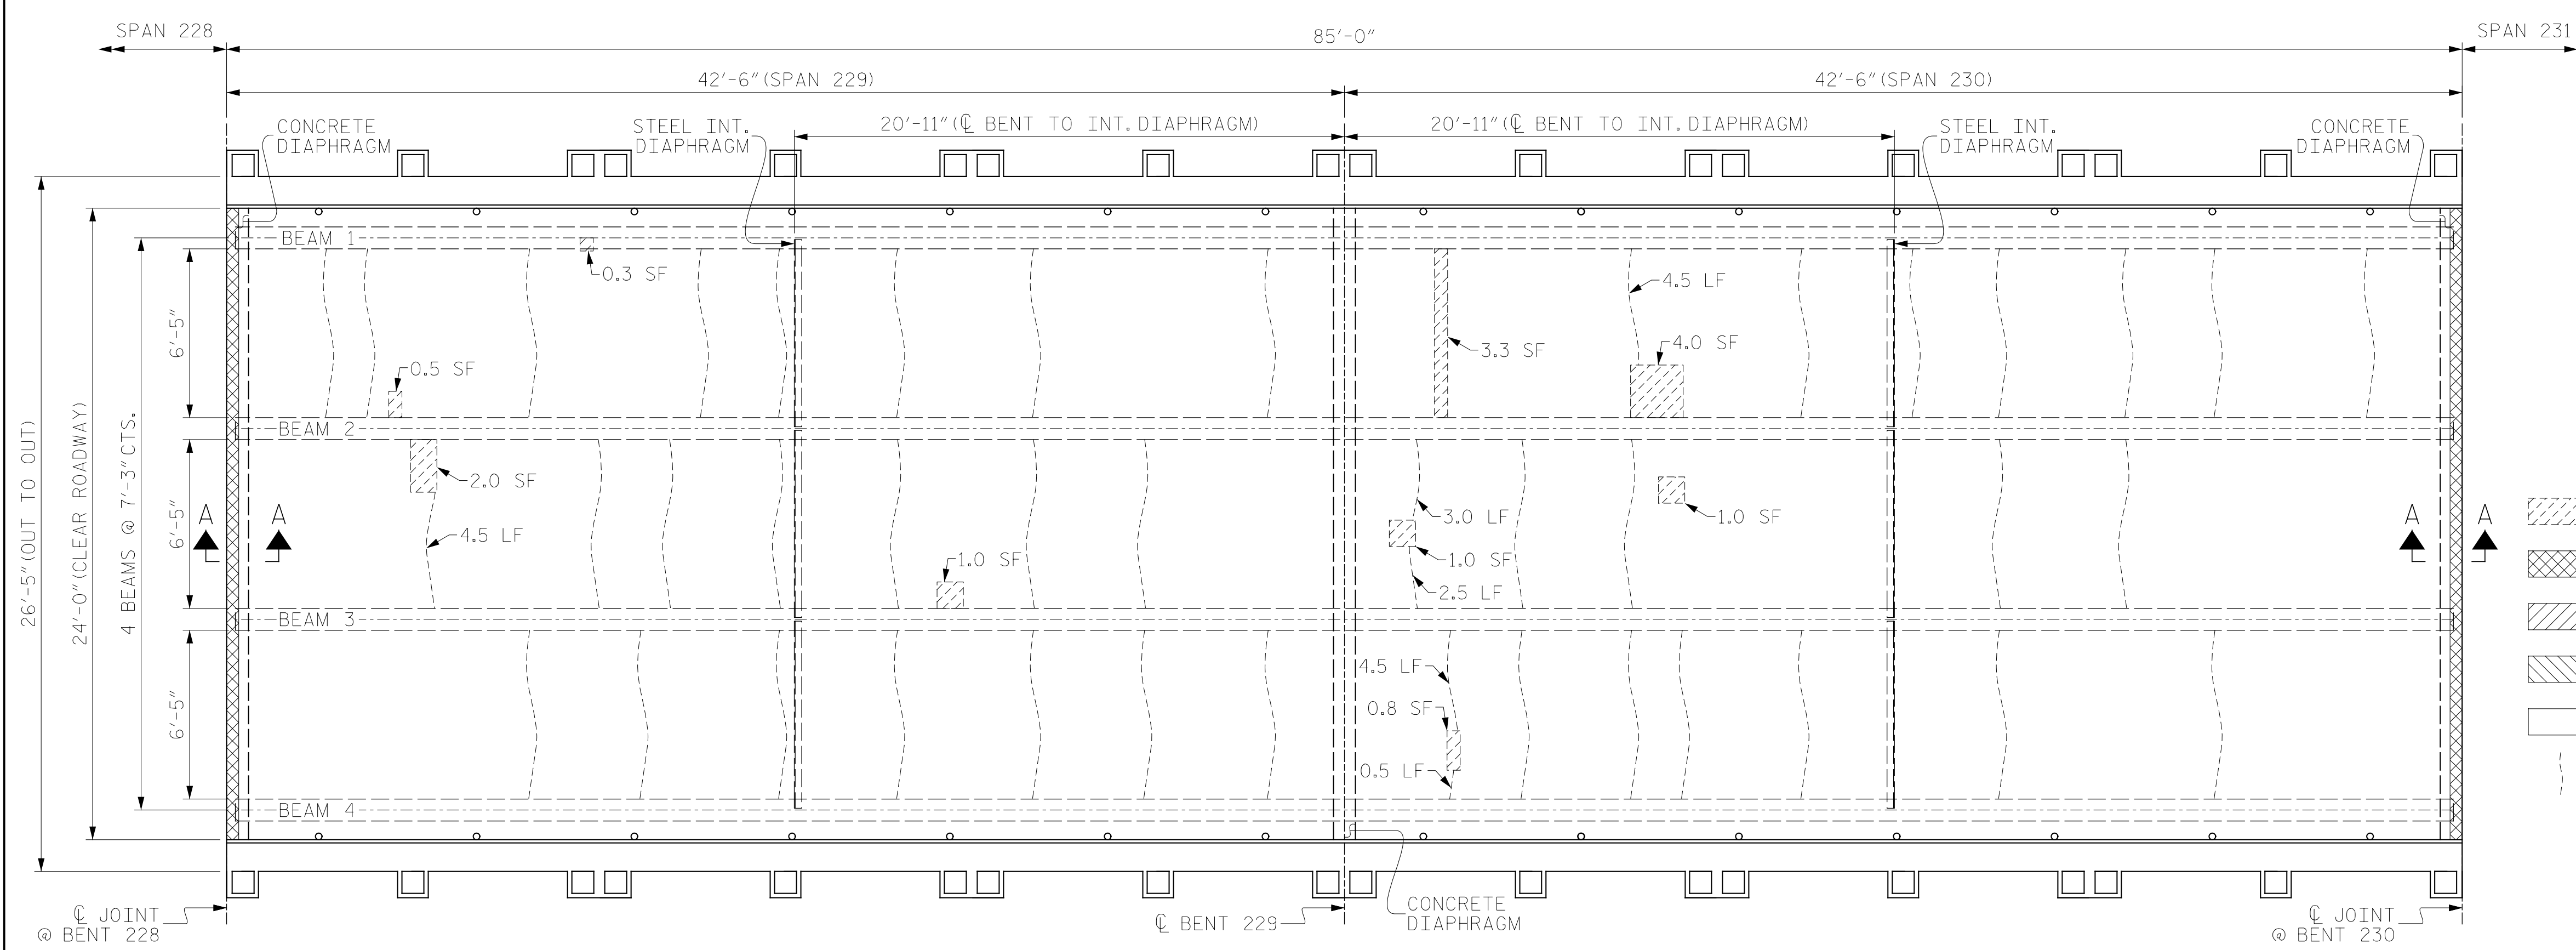 SPAN 228
85'-0"
SPAN 231
42'-6" (SPAN 229)
42'-6" (SPAN 230)
CONCRETE
DIAPHRAGM
STEEL INT.
DIAPHRAGM
20'-11" (℄ BENT TO INT. DIAPHRAGM)
20'-11" (℄ BENT TO INT. DIAPHRAGM)
STEEL INT.
DIAPHRAGM
CONCRETE
DIAPHRAGM
BEAM 1
0.3 SF
4.5 LF
6'-5"
3.3 SF
4.0 SF
0.5 SF
BEAM 2
2.0 SF
4.5 LF
3.0 LF
1.0 SF
1.0 SF
1.0 SF
2.5 LF
6'-5"
A
A
A
A
26'-5" (OUT TO OUT)
24'-0" (CLEAR ROADWAY)
4 BEAMS @ 7'-3" CTS.
BEAM 3
4.5 LF
0.8 SF
0.5 LF
6'-5"
BEAM 4
℄ JOINT
@ BENT 228
℄ BENT 229
CONCRETE
DIAPHRAGM
℄ JOINT
@ BENT 230